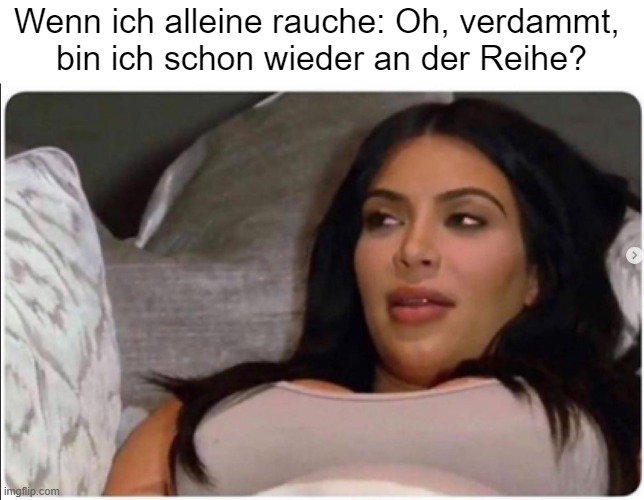 Wenn ich alleine rauche: Oh, verdammt,
bin ich schon wieder an der Reihe?
imgflip.com